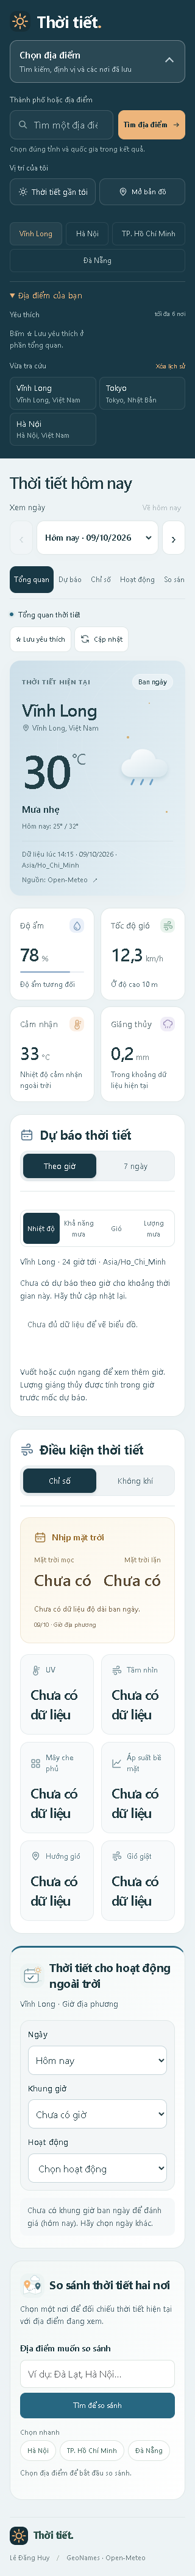 Thời tiết.
Chọn địa điểm
Tìm kiếm, định vị và các nơi đã lưu
Thành phố hoặc địa điểm
Tìm một địa điể
Tìm địa điểm →
Chọn đúng tỉnh và quốc gia trong kết quả.
Vị trí của tôi
Thời tiết gần tôi
Mở bản đồ
Vĩnh Long
Hà Nội
TP. Hồ Chí Minh
Đà Nẵng
▼ Địa điểm của bạn
Yêu thích
tối đa 6 nơi
Bấm ☆ Lưu yêu thích ở
phần tổng quan.
Vừa tra cứu
Xóa lịch sử
Vĩnh Long
Vĩnh Long, Việt Nam
Tokyo
Tokyo, Nhật Bản
Hà Nội
Hà Nội, Việt Nam
Thời tiết hôm nay
Xem ngày
Về hôm nay
‹
Hôm nay · 09/10/2026
›
Tổng quan
Dự báo
Chỉ số
Hoạt động
So sán
Tổng quan thời tiết
☆ Lưu yêu thích
Cập nhật
THỜI TIẾT HIỆN TẠI
Ban ngày
Vĩnh Long
Vĩnh Long, Việt Nam
30°C
Mưa nhẹ
Hôm nay: 25° / 32°
Dữ liệu lúc 14:15 · 09/10/2026 ·
Asia/Ho_Chi_Minh
Nguồn: Open-Meteo ↗
Độ ẩm
78 %
Độ ẩm tương đối
Tốc độ gió
12,3 km/h
Ở độ cao 10 m
Cảm nhận
33 °C
Nhiệt độ cảm nhận
ngoài trời
Giáng thủy
0,2 mm
Trong khoảng dữ
liệu hiện tại
Dự báo thời tiết
Theo giờ
7 ngày
Nhiệt độ
Khả năng
mưa
Gió
Lượng
mưa
Vĩnh Long · 24 giờ tới · Asia/Ho_Chi_Minh
Chưa có dự báo theo giờ cho khoảng thời
gian này. Hãy thử cập nhật lại.
Chưa đủ dữ liệu để vẽ biểu đồ.
Vuốt hoặc cuộn ngang để xem thêm giờ.
Lượng giáng thủy được tính trong giờ
trước mốc dự báo.
Điều kiện thời tiết
Chỉ số
Không khí
Nhịp mặt trời
Mặt trời mọc
Mặt trời lặn
Chưa có
Chưa có
Chưa có dữ liệu độ dài ban ngày.
09/10 · Giờ địa phương
UV
Chưa có
dữ liệu
Tầm nhìn
Chưa có
dữ liệu
Mây che
phủ
Chưa có
dữ liệu
Áp suất bề
mặt
Chưa có
dữ liệu
Hướng gió
Chưa có
dữ liệu
Gió giật
Chưa có
dữ liệu
Thời tiết cho hoạt động
ngoài trời
Vĩnh Long · Giờ địa phương
Ngày
Hôm nay
Khung giờ
Chưa có giờ
Hoạt động
Chọn hoạt động
Chưa có khung giờ ban ngày để đánh
giá (hôm nay). Hãy chọn ngày khác.
So sánh thời tiết hai nơi
Chọn một nơi để đối chiếu thời tiết hiện tại
với địa điểm đang xem.
Địa điểm muốn so sánh
Ví dụ: Đà Lạt, Hà Nội...
Tìm để so sánh
Chọn nhanh
Hà Nội
TP. Hồ Chí Minh
Đà Nẵng
Chọn địa điểm để bắt đầu so sánh.
Thời tiết.
Lê Đăng Huy / GeoNames · Open-Meteo